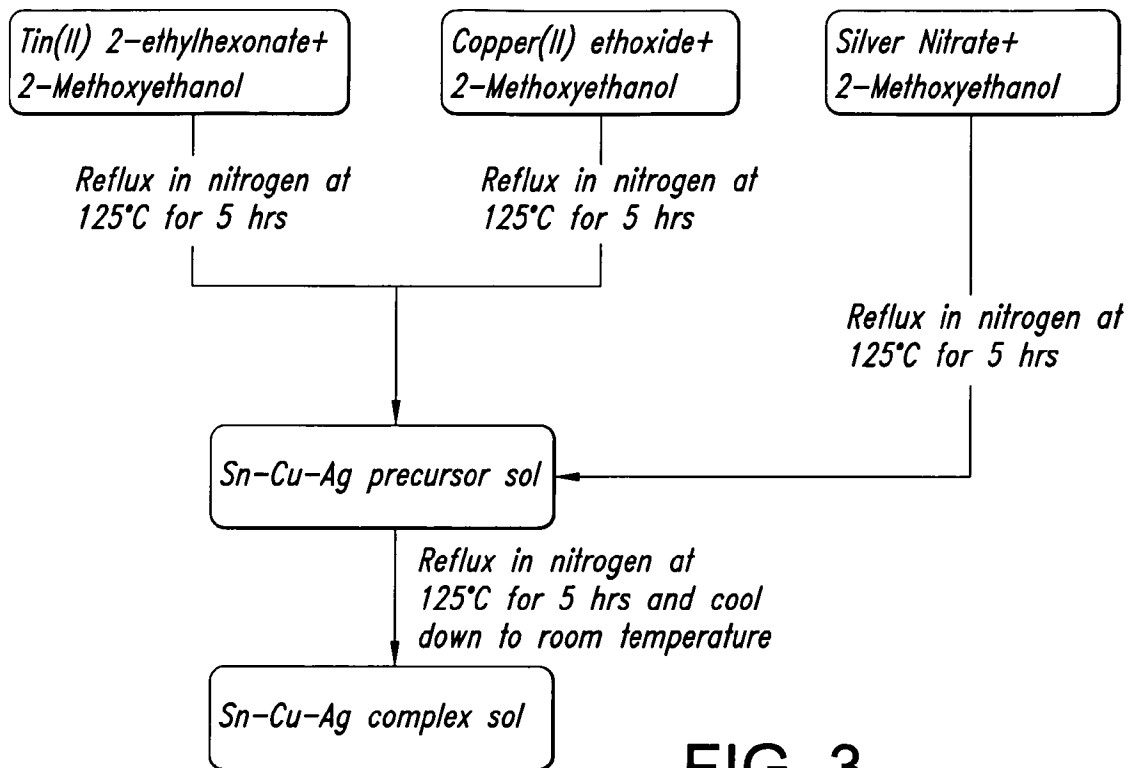 Tin(II) 2-ethylhexonate+
2-Methoxyethanol
Copper(II) ethoxide+
2-Methoxyethanol
Silver Nitrate+
2-Methoxyethanol
Reflux in nitrogen at
125°C for 5 hrs
Reflux in nitrogen at
125°C for 5 hrs
Reflux in nitrogen at
125°C for 5 hrs
Sn-Cu-Ag precursor sol
Reflux in nitrogen at
125°C for 5 hrs and cool
down to room temperature
Sn-Cu-Ag complex sol
FIG. 3